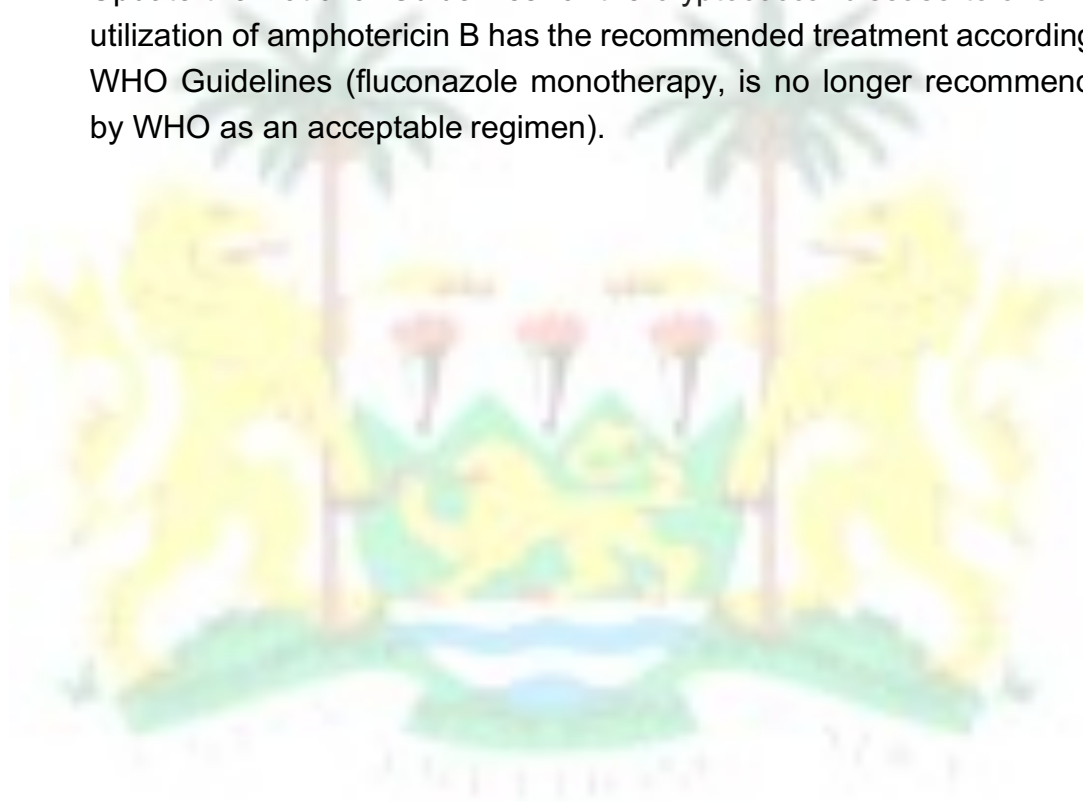 utilization of amphotericin B has the recommended treatment according
WHO Guidelines (fluconazole monotherapy, is no longer recommend
by WHO as an acceptable regimen).